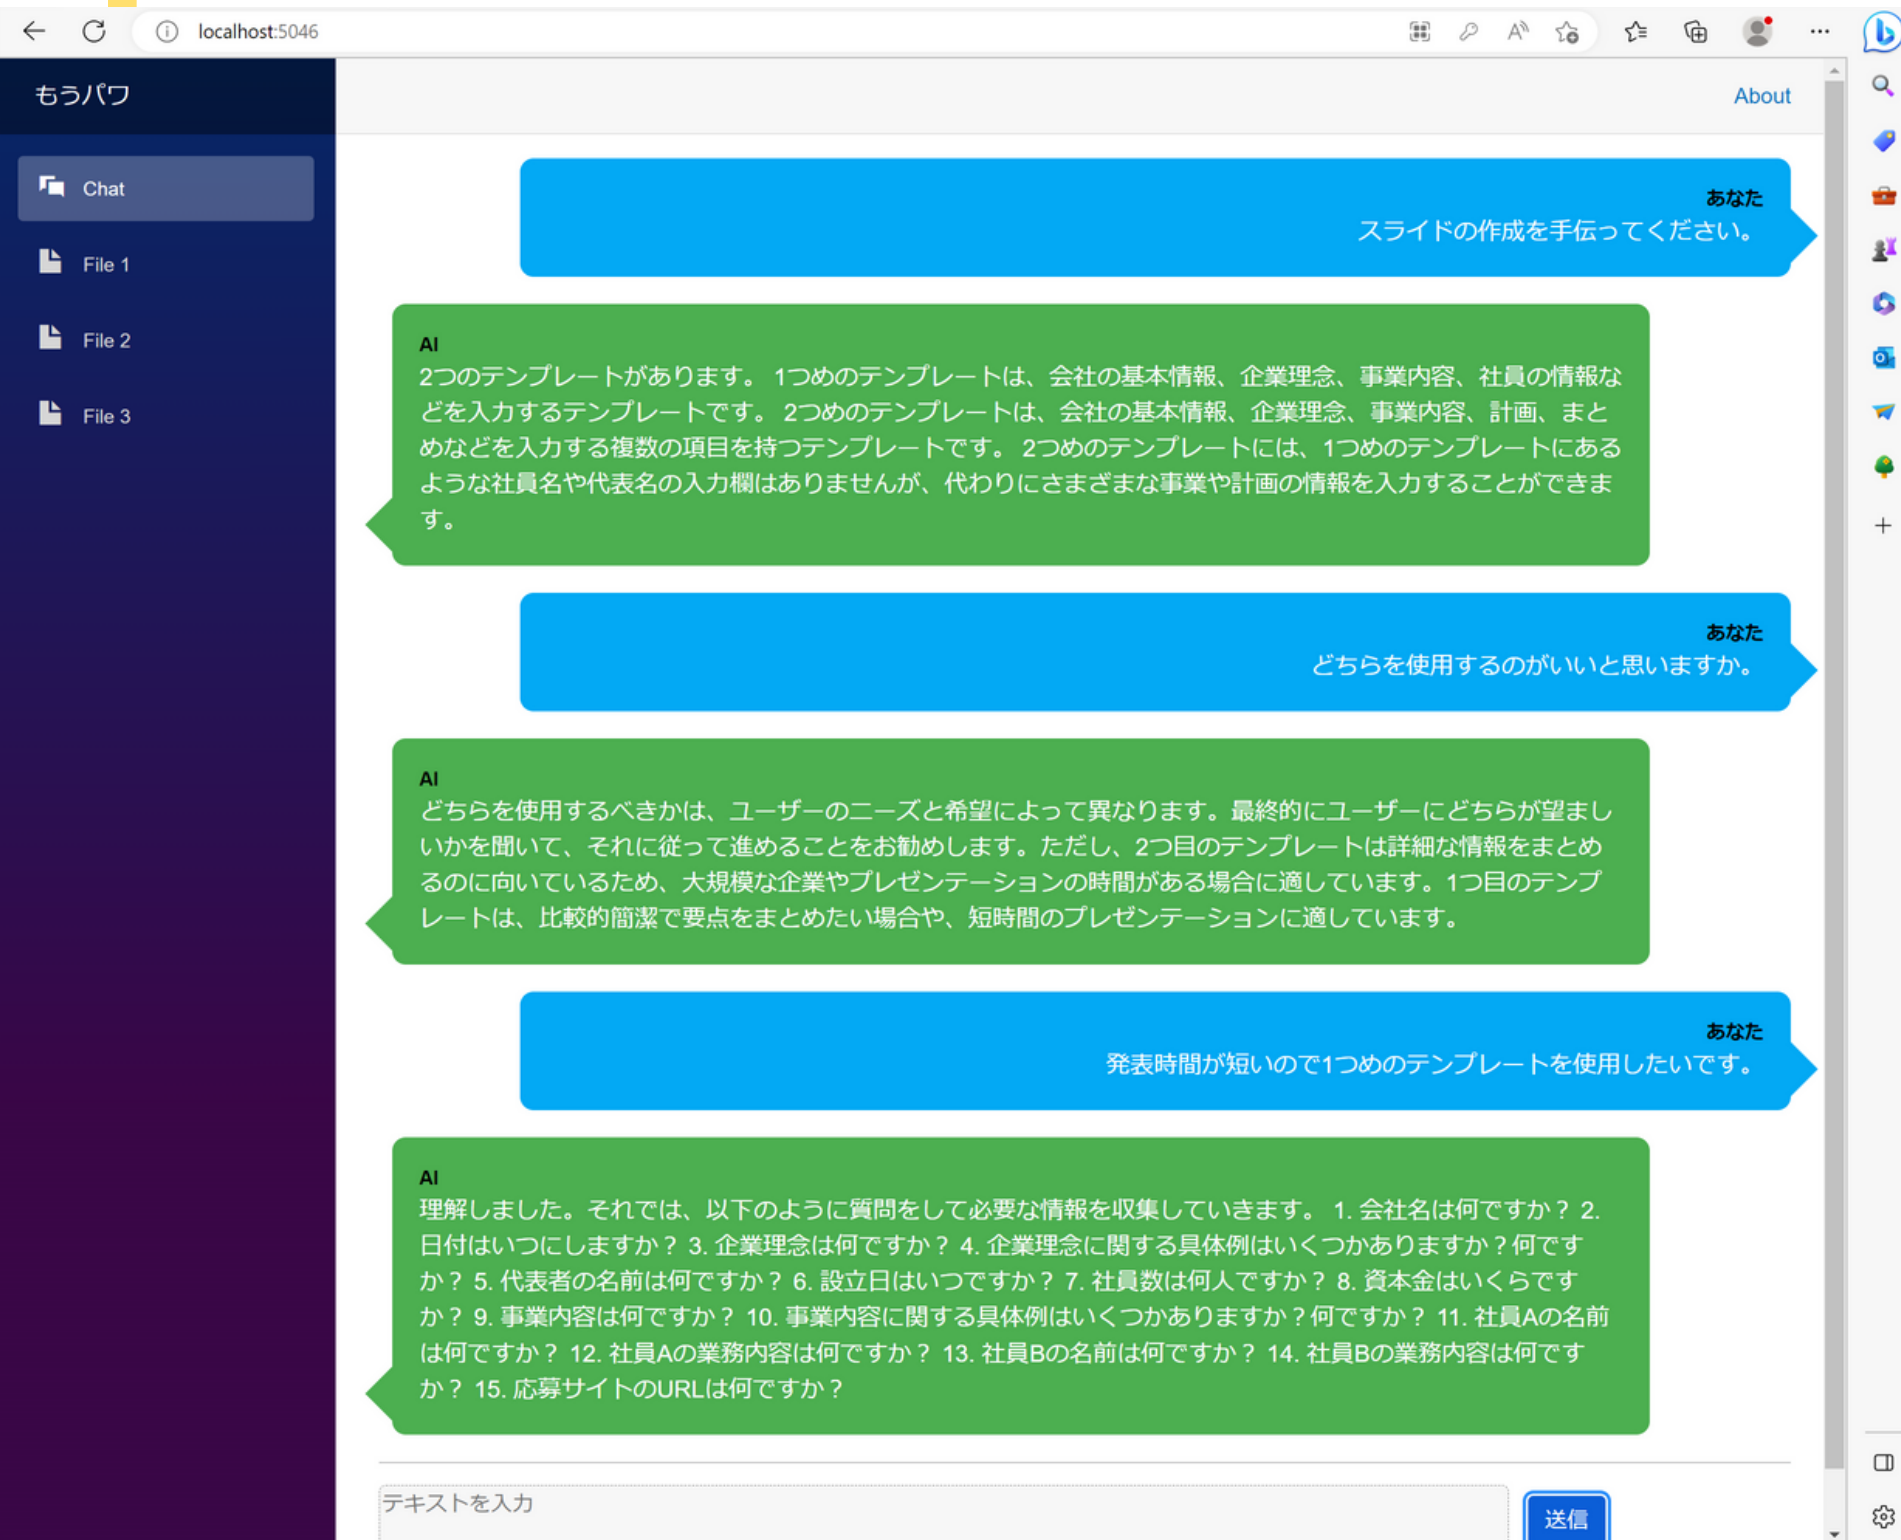 localhost:5046
もうパワ
About
Chat
File 1
File 2
File 3
あなた
スライドの作成を手伝ってください。
AI
2つのテンプレートがあります。 1つめのテンプレートは、会社の基本情報、企業理念、事業内容、社員の情報な
どを入力するテンプレートです。 2つめのテンプレートは、会社の基本情報、企業理念、事業内容、計画、まと
めなどを入力する複数の項目を持つテンプレートです。 2つめのテンプレートには、1つめのテンプレートにある
ような社員名や代表名の入力欄はありませんが、代わりにさまざまな事業や計画の情報を入力することができま
す。
あなた
どちらを使用するのがいいと思いますか。
AI
どちらを使用するべきかは、ユーザーのニーズと希望によって異なります。最終的にユーザーにどちらが望まし
いかを聞いて、それに従って進めることをお勧めします。ただし、2つ目のテンプレートは詳細な情報をまとめ
るのに向いているため、大規模な企業やプレゼンテーションの時間がある場合に適しています。1つ目のテンプ
レートは、比較的簡潔で要点をまとめたい場合や、短時間のプレゼンテーションに適しています。
あなた
発表時間が短いので1つめのテンプレートを使用したいです。
AI
理解しました。それでは、以下のように質問をして必要な情報を収集していきます。 1. 会社名は何ですか？ 2.
日付はいつにしますか？ 3. 企業理念は何ですか？ 4. 企業理念に関する具体例はいくつかありますか？何です
か？ 5. 代表者の名前は何ですか？ 6. 設立日はいつですか？ 7. 社員数は何人ですか？ 8. 資本金はいくらです
か？ 9. 事業内容は何ですか？ 10. 事業内容に関する具体例はいくつかありますか？何ですか？ 11. 社員Aの名前
は何ですか？ 12. 社員Aの業務内容は何ですか？ 13. 社員Bの名前は何ですか？ 14. 社員Bの業務内容は何です
か？ 15. 応募サイトのURLは何ですか？
テキストを入力
送信